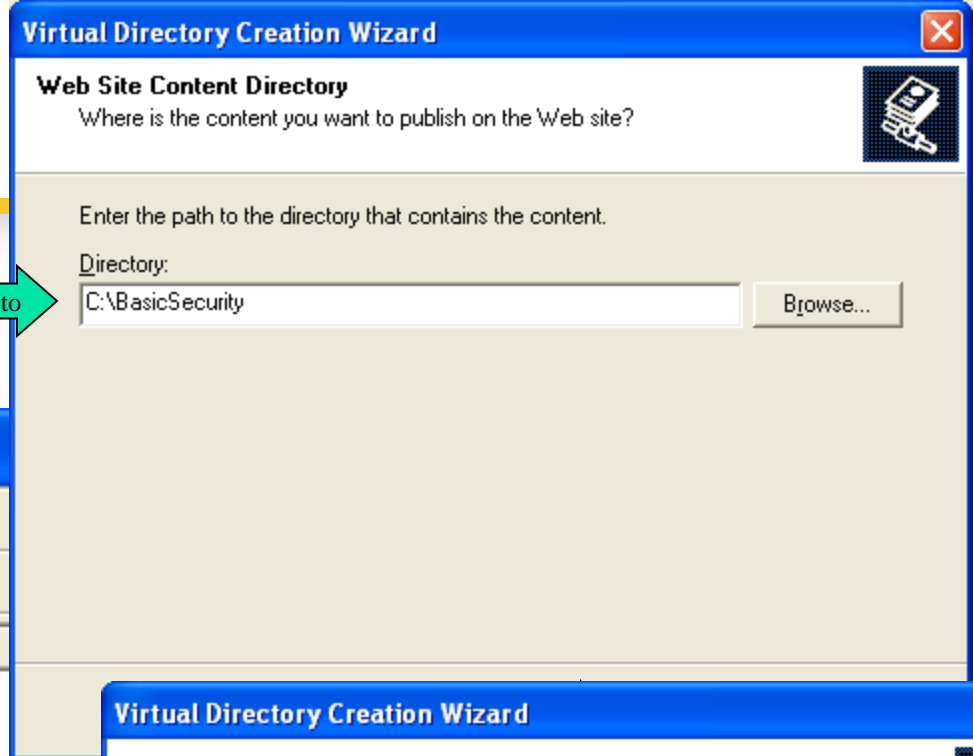 Virtual Directory Creation Wizard
Web Site Content Directory
Where is the content you want to publish on the Web site?
Enter the path to the directory that contains the content.
Directory:
to
C:\BasicSecurity
Browse...
Virtual Directory Creation Wizard